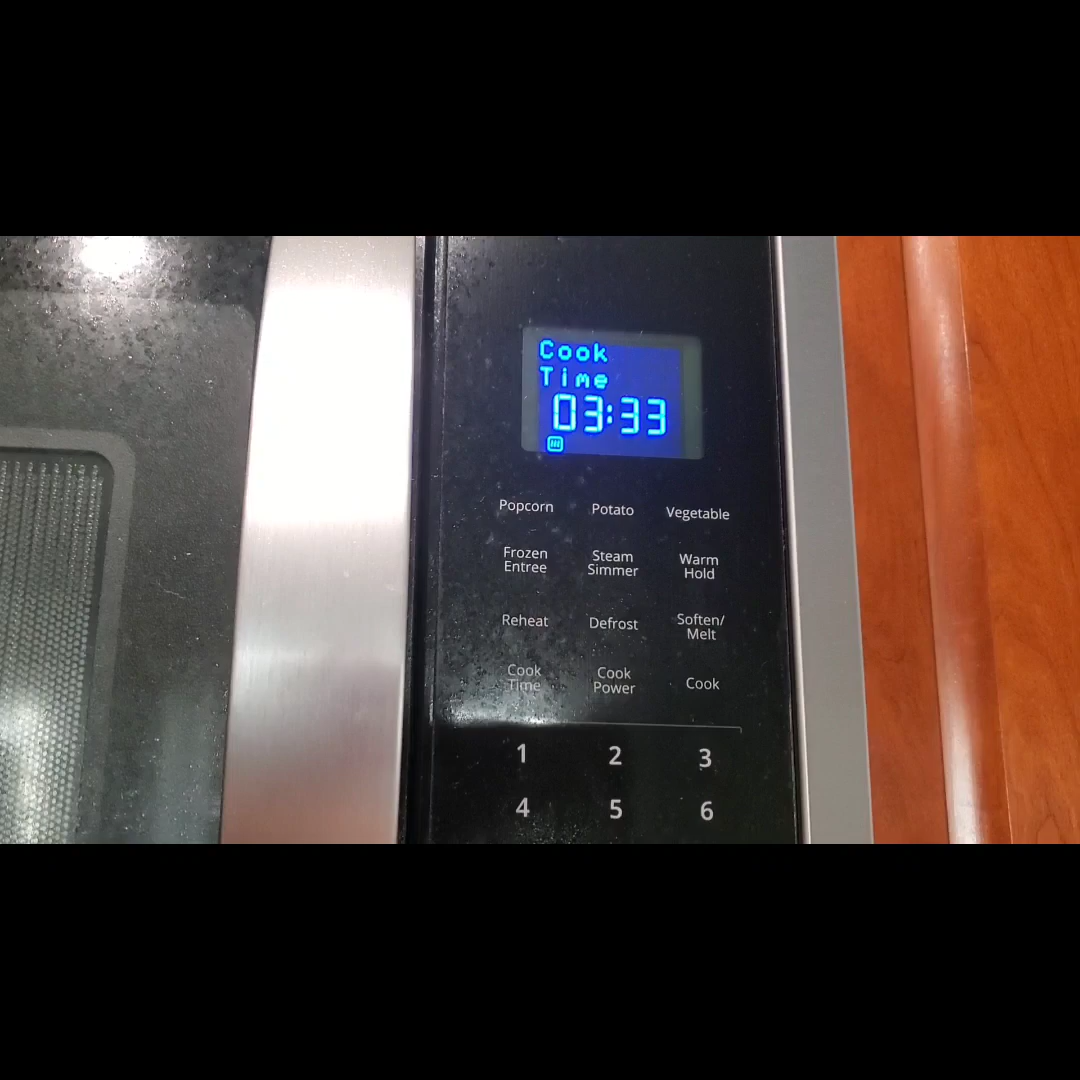 Cook
Time
03:33
Popcorn Potato Vegetable
Frozen Entree Steam Simmer Warm Hold
Reheat Defrost Soften/ Melt
Cook Time Cook Power Cook
1 2 3
4 5 6